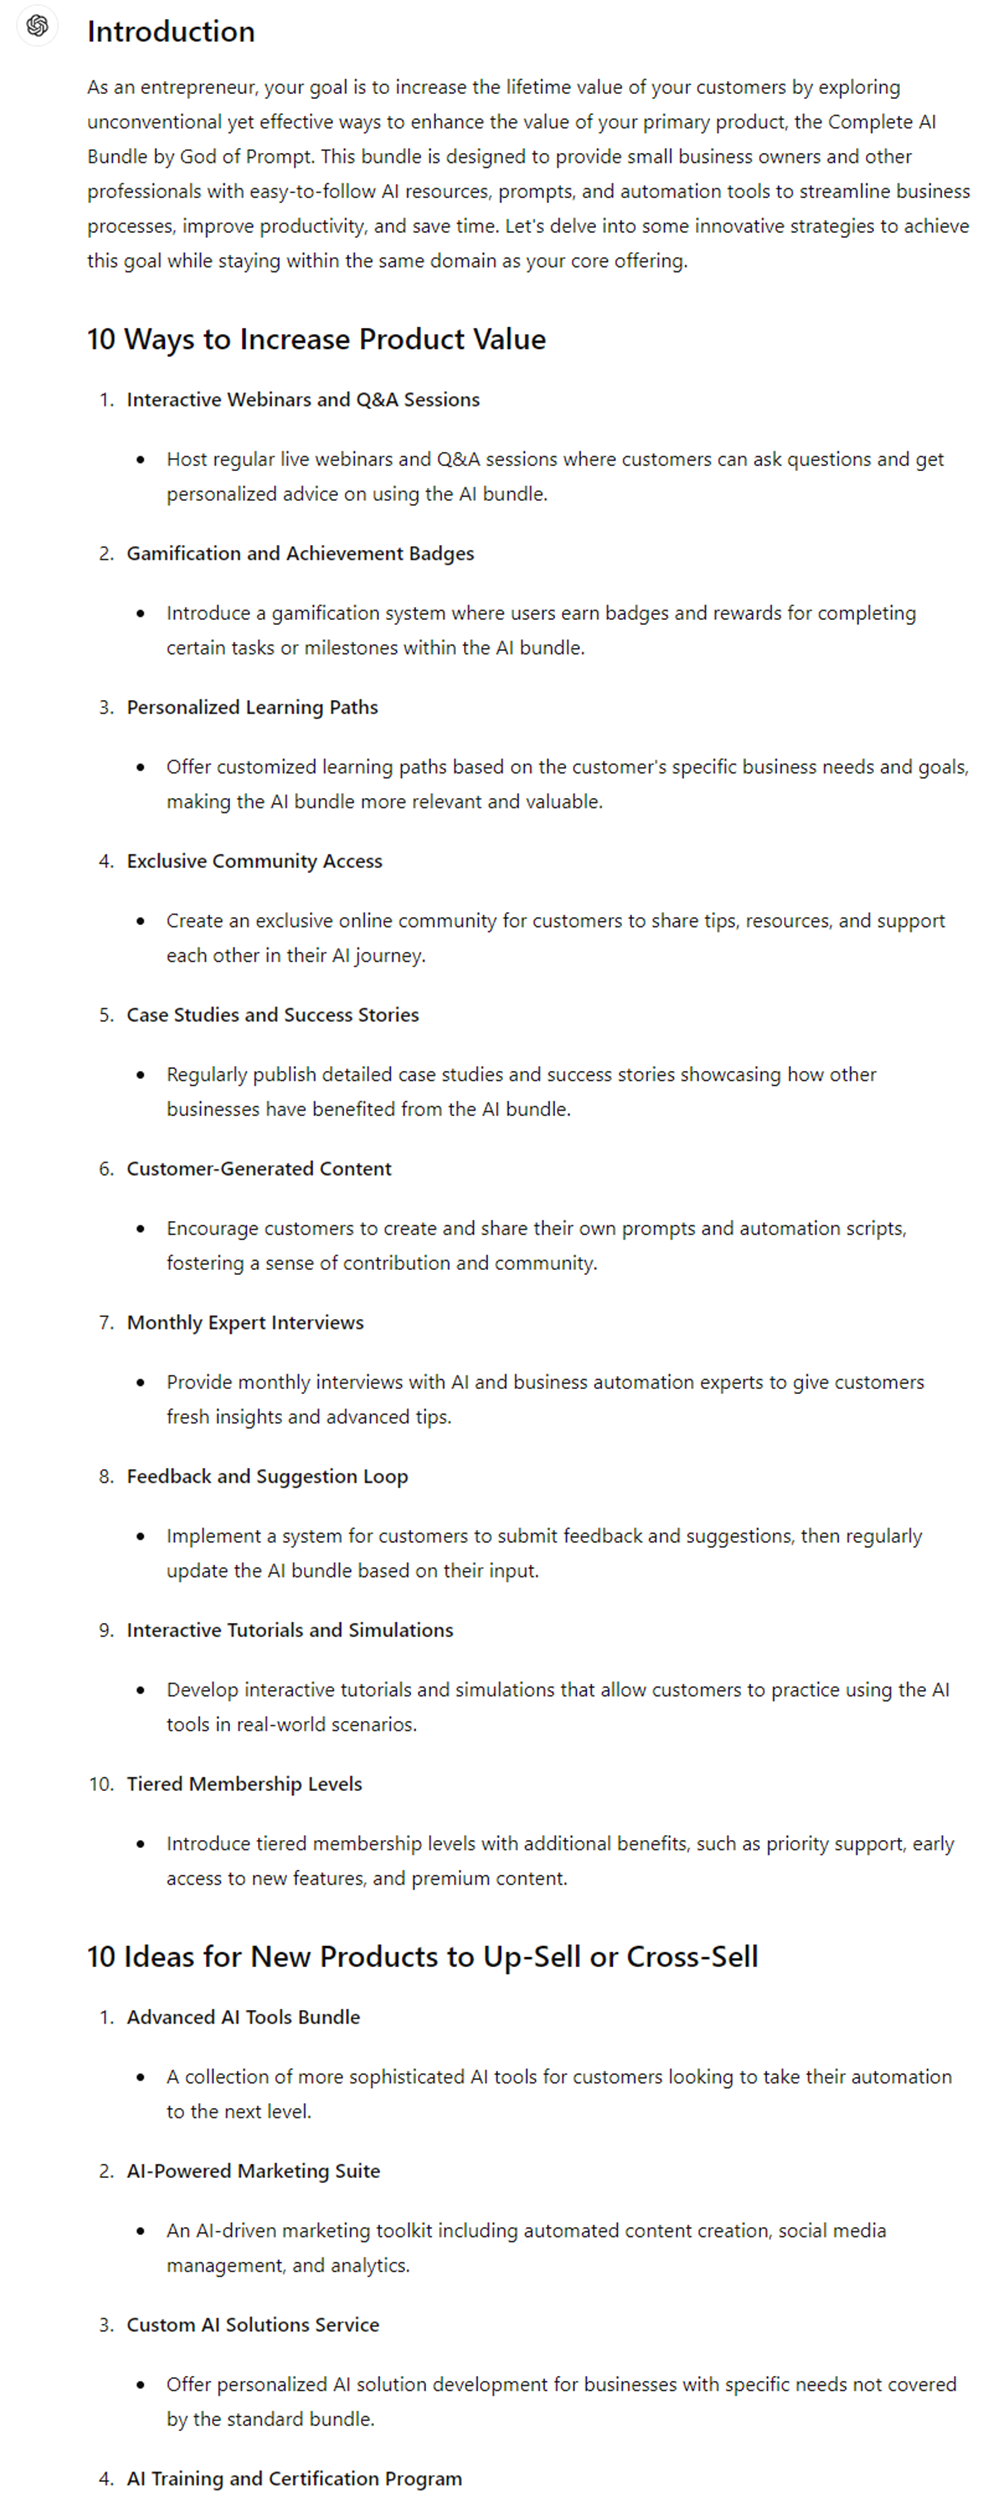 Introduction
As an entrepreneur, your goal is to increase the lifetime value of your customers by exploring
unconventional yet effective ways to enhance the value of your primary product, the Complete AI
Bundle by God of Prompt. This bundle is designed to provide small business owners and other
professionals with easy-to-follow AI resources, prompts, and automation tools to streamline business
processes, improve productivity, and save time. Let's delve into some innovative strategies to achieve
this goal while staying within the same domain as your core offering.
10 Ways to Increase Product Value
1. Interactive Webinars and Q&A Sessions
• Host regular live webinars and Q&A sessions where customers can ask questions and get
personalized advice on using the AI bundle.
2. Gamification and Achievement Badges
• Introduce a gamification system where users earn badges and rewards for completing
certain tasks or milestones within the AI bundle.
3. Personalized Learning Paths
• Offer customized learning paths based on the customer's specific business needs and goals,
making the AI bundle more relevant and valuable.
4. Exclusive Community Access
• Create an exclusive online community for customers to share tips, resources, and support
each other in their AI journey.
5. Case Studies and Success Stories
• Regularly publish detailed case studies and success stories showcasing how other
businesses have benefited from the AI bundle.
6. Customer-Generated Content
• Encourage customers to create and share their own prompts and automation scripts,
fostering a sense of contribution and community.
7. Monthly Expert Interviews
• Provide monthly interviews with AI and business automation experts to give customers
fresh insights and advanced tips.
8. Feedback and Suggestion Loop
• Implement a system for customers to submit feedback and suggestions, then regularly
update the AI bundle based on their input.
9. Interactive Tutorials and Simulations
• Develop interactive tutorials and simulations that allow customers to practice using the AI
tools in real-world scenarios.
10. Tiered Membership Levels
• Introduce tiered membership levels with additional benefits, such as priority support, early
access to new features, and premium content.
10 Ideas for New Products to Up-Sell or Cross-Sell
1. Advanced AI Tools Bundle
• A collection of more sophisticated AI tools for customers looking to take their automation
to the next level.
2. AI-Powered Marketing Suite
• An AI-driven marketing toolkit including automated content creation, social media
management, and analytics.
3. Custom AI Solutions Service
• Offer personalized AI solution development for businesses with specific needs not covered
by the standard bundle.
4. AI Training and Certification Program